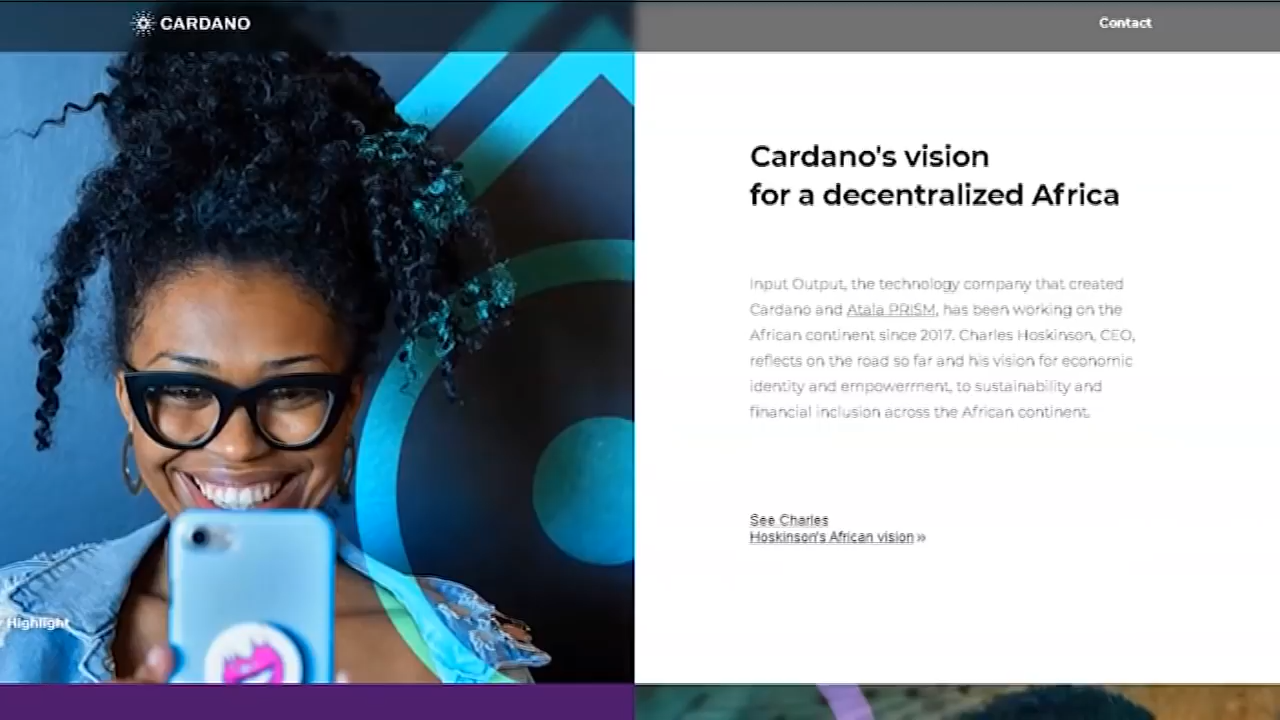 CARDANO
Contact
Cardano's vision
for a decentralized Africa
Input Output, the technology company that created
Cardano and Atala PRISM, has been working on the
African continent since 2017. Charles Hoskinson, CEO,
reflects on the road so far and his vision for economic
identity and empowerment, to sustainability and
financial inclusion across the African continent.
See Charles
Hoskinson's African vision »
Highlight